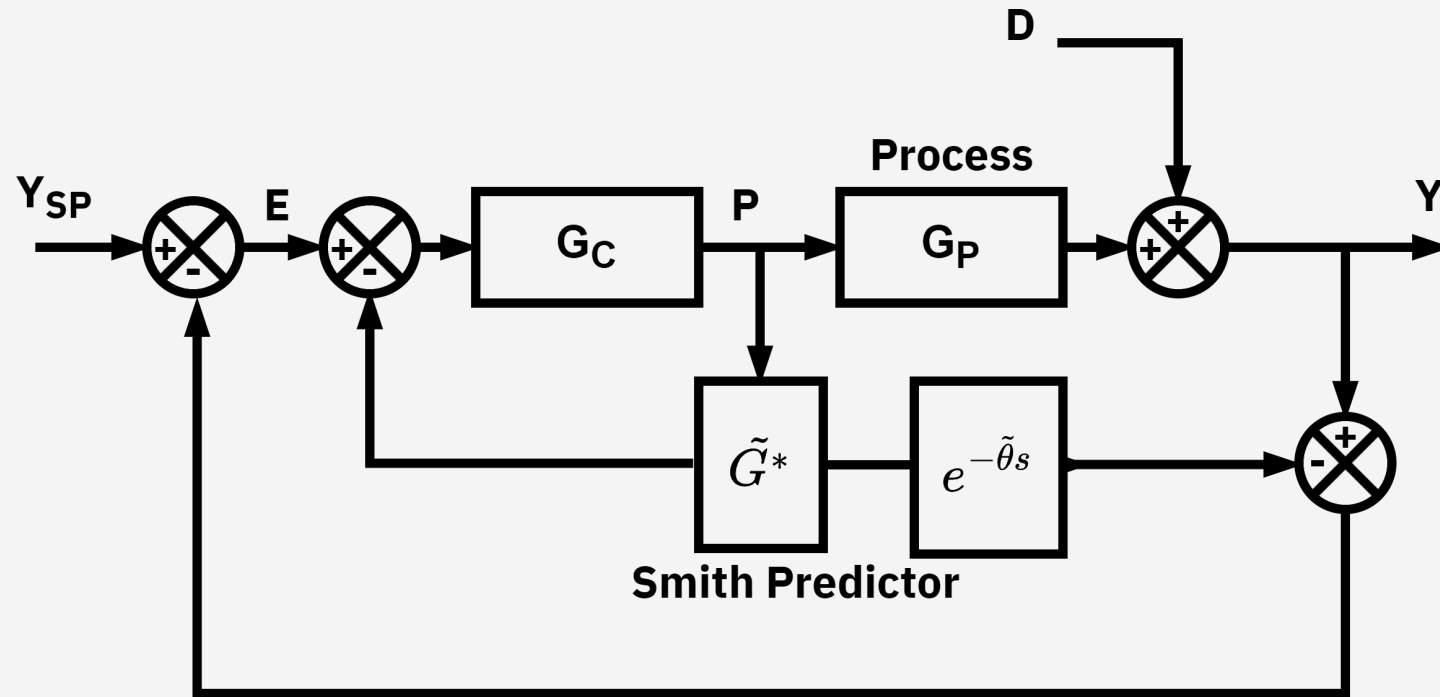 D
Process
Y_SP
E
P
Y
+
-
+
-
G_C
G_P
+
+
G̃*
e^{-θ̃s}
+
-
Smith Predictor